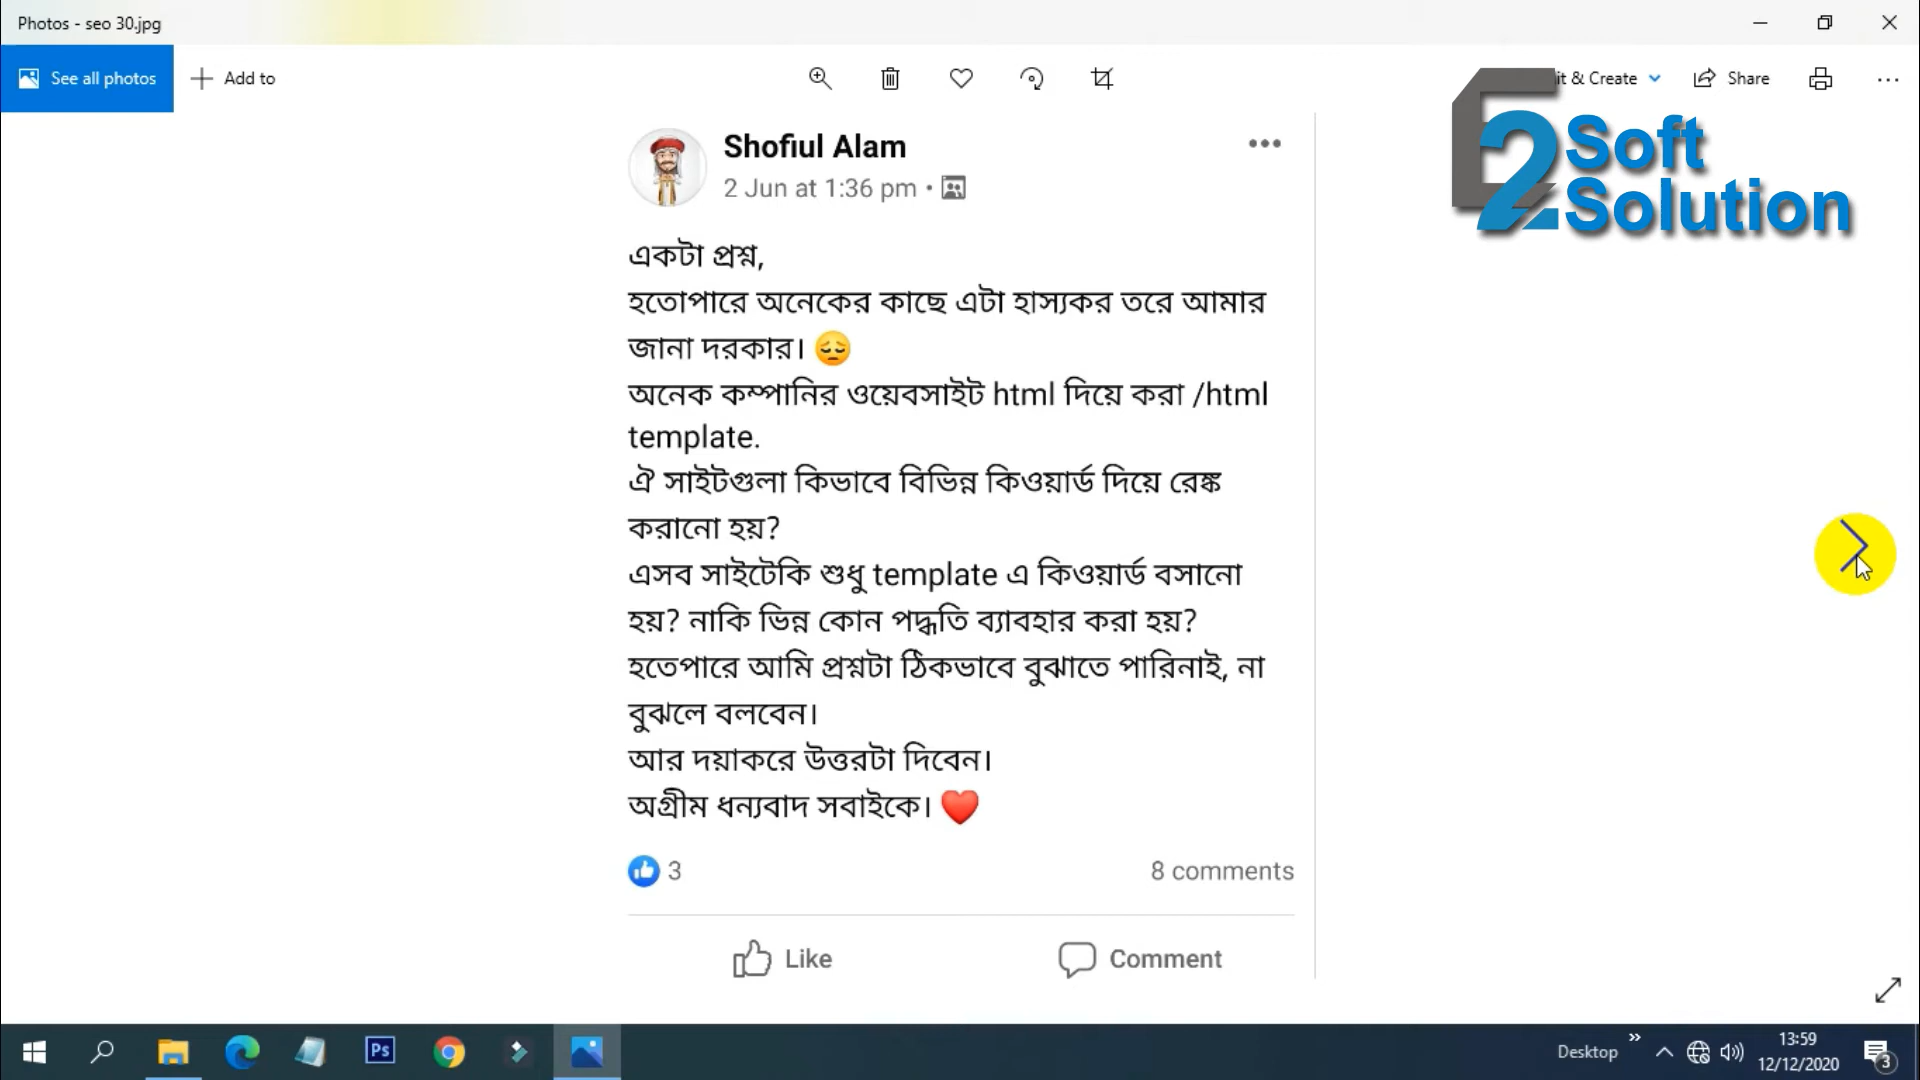 Photos - seo 30.jpg
See all photos
Add to
it & Create
Share
E2 Soft
Solution
Shofiul Alam
2 Jun at 1:36 pm •
একটা প্রশ্ন,
হতোপারে অনেকের কাছে এটা হাস্যকর তরে আমার
জানা দরকার। 😔
অনেক কম্পানির ওয়েবসাইট html দিয়ে করা /html
template.
ঐ সাইটগুলা কিভাবে বিভিন্ন কিওয়ার্ড দিয়ে রেঙ্ক
করানো হয়?
এসব সাইটেকি শুধু template এ কিওয়ার্ড বসানো
হয়? নাকি ভিন্ন কোন পদ্ধতি ব্যাবহার করা হয়?
হতেপারে আমি প্রশ্নটা ঠিকভাবে বুঝাতে পারিনাই, না
বুঝলে বলবেন।
আর দয়াকরে উত্তরটা দিবেন।
অগ্রীম ধন্যবাদ সবাইকে। ❤️
3
8 comments
Like
Comment
Ps
Desktop
13:59
12/12/2020
3